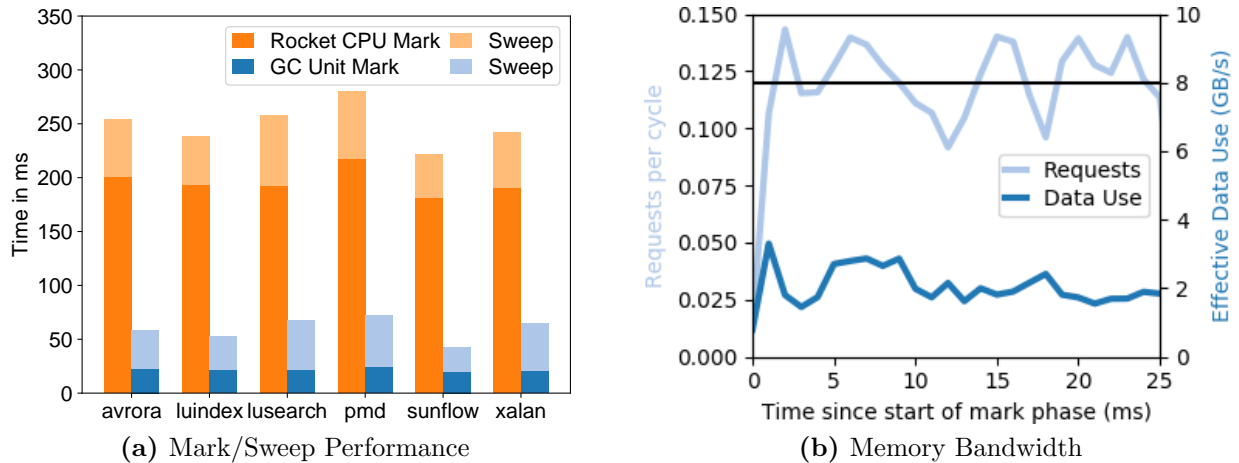 350
300
250
200
150
100
50
0
Time in ms
Rocket CPU Mark Sweep
GC Unit Mark Sweep
avrora luindex lusearch pmd sunflow xalan
(a) Mark/Sweep Performance
0.150
0.125
0.100
0.075
0.050
0.025
0.000
Requests per cycle
Requests
Data Use
10
8
6
4
2
0
Effective Data Use (GB/s)
0 5 10 15 20 25
Time since start of mark phase (ms)
(b) Memory Bandwidth